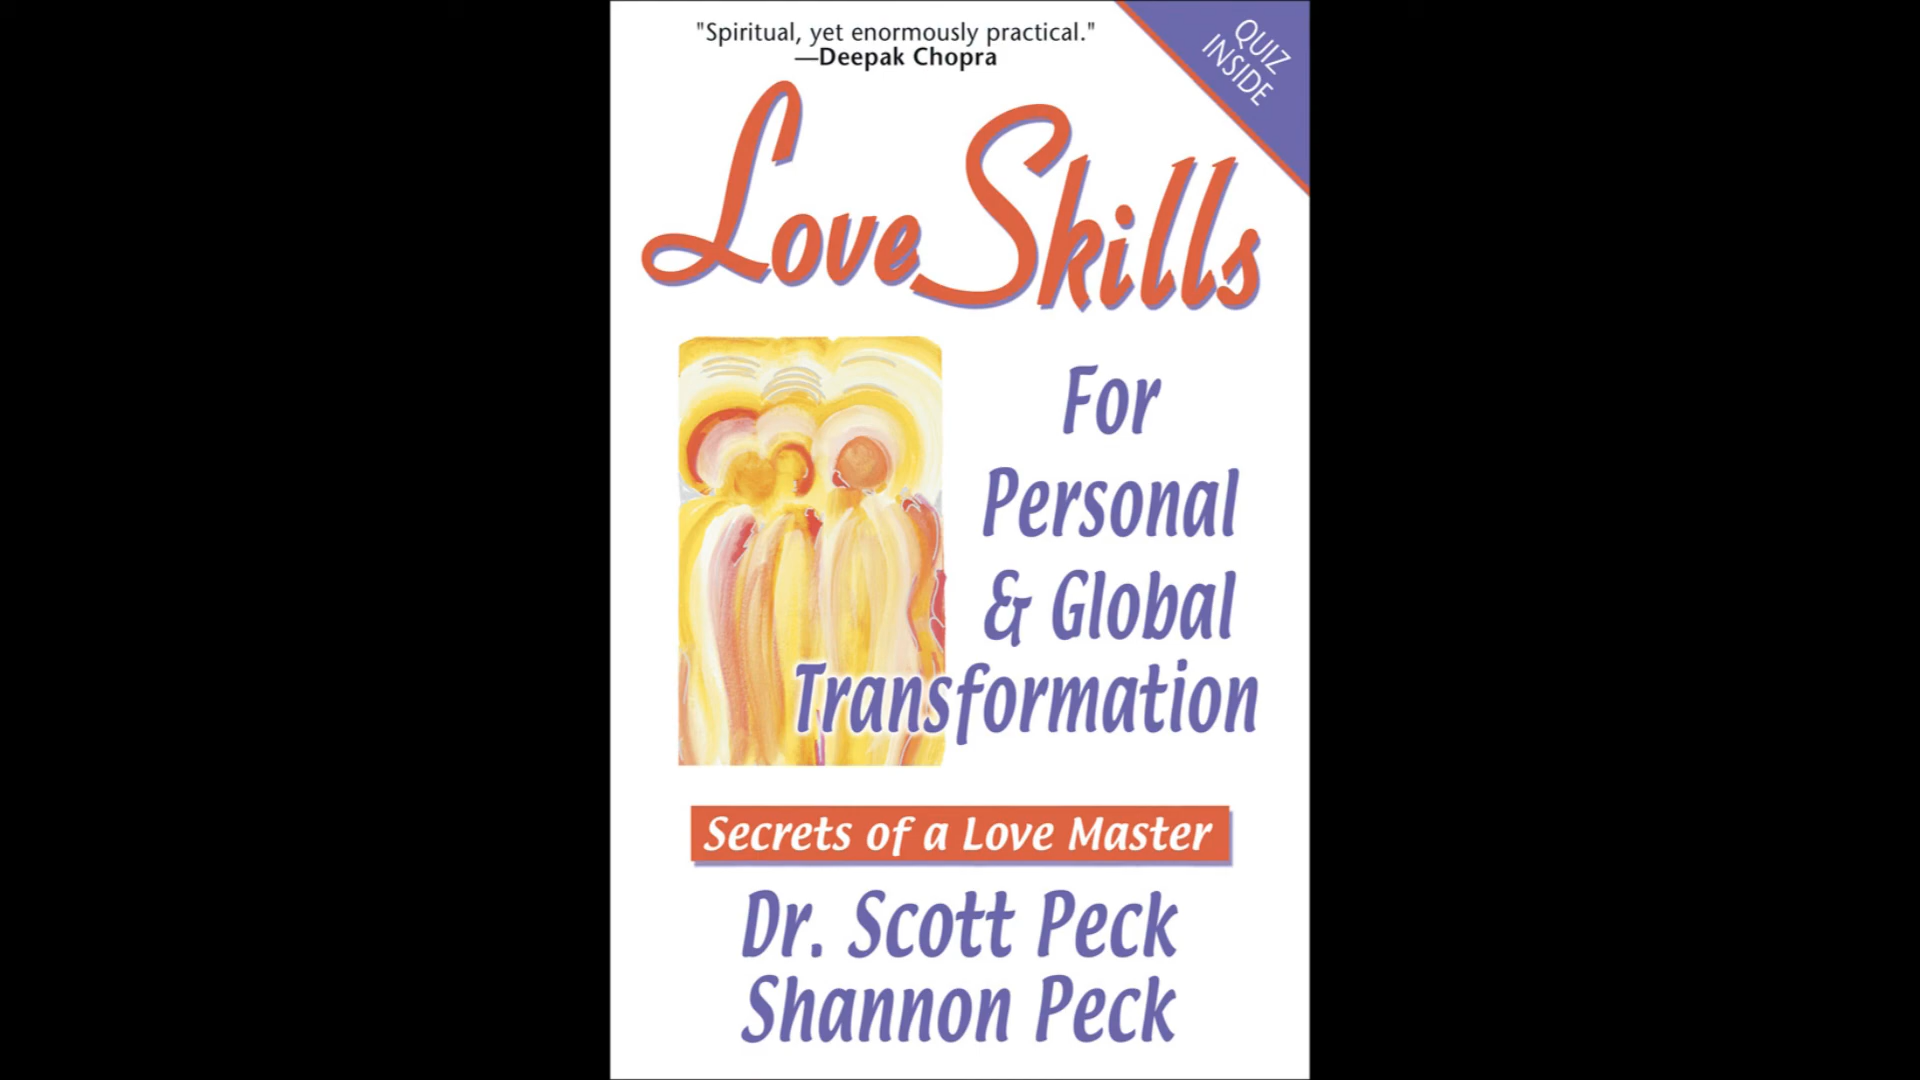 "Spiritual, yet enormously practical."
—Deepak Chopra
QUIZ
INSIDE
Love Skills
For
Personal
& Global
Transformation
Secrets of a Love Master
Dr. Scott Peck
Shannon Peck